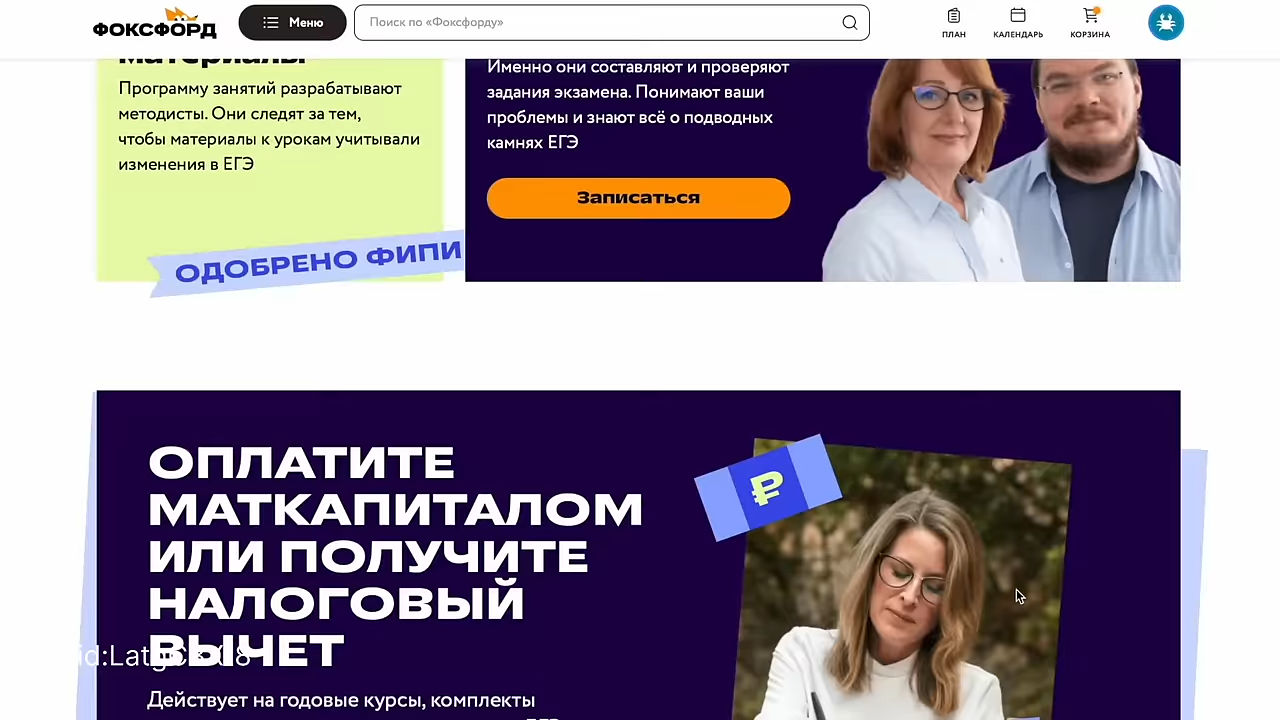 ФОКСФОРД
Меню
Поиск по «Фоксфорду»
ПЛАН
КАЛЕНДАРЬ
КОРЗИНА
материалы
Программу занятий разрабатывают
методисты. Они следят за тем,
чтобы материалы к урокам учитывали
изменения в ЕГЭ
ОДОБРЕНО ФИПИ
Именно они составляют и проверяют
задания экзамена. Понимают ваши
проблемы и знают всё о подводных
камнях ЕГЭ
Записаться
ОПЛАТИТЕ
МАТКАПИТАЛОМ
ИЛИ ПОЛУЧИТЕ
НАЛОГОВЫЙ
ВЫЧЕТ
₽
Действует на годовые курсы, комплекты